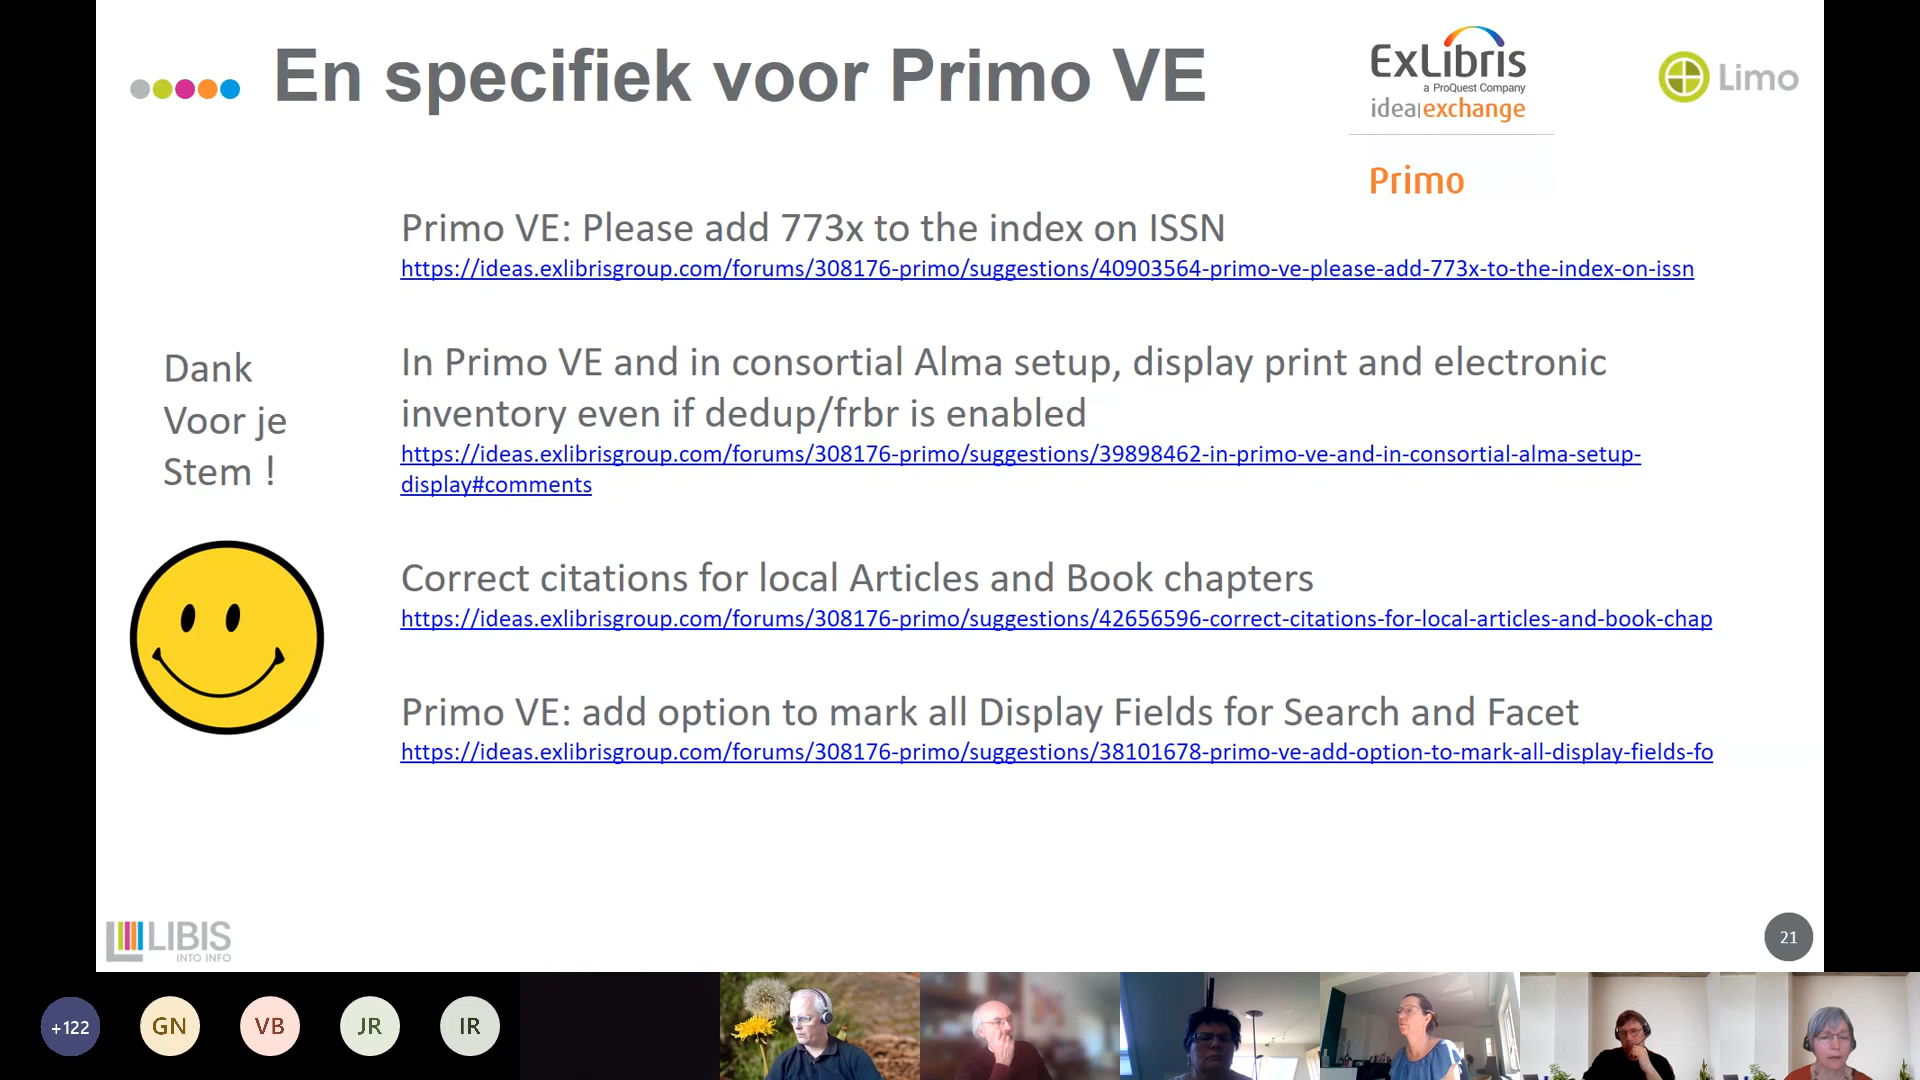 En specifiek voor Primo VE
ExLibris
a ProQuest Company
idea|exchange
Limo
Primo
Primo VE: Please add 773x to the index on ISSN
https://ideas.exlibrisgroup.com/forums/308176-primo/suggestions/40903564-primo-ve-please-add-773x-to-the-index-on-issn
In Primo VE and in consortial Alma setup, display print and electronic
inventory even if dedup/frbr is enabled
https://ideas.exlibrisgroup.com/forums/308176-primo/suggestions/39898462-in-primo-ve-and-in-consortial-alma-setup-
display#comments
Dank
Voor je
Stem !
Correct citations for local Articles and Book chapters
https://ideas.exlibrisgroup.com/forums/308176-primo/suggestions/42656596-correct-citations-for-local-articles-and-book-chap
Primo VE: add option to mark all Display Fields for Search and Facet
https://ideas.exlibrisgroup.com/forums/308176-primo/suggestions/38101678-primo-ve-add-option-to-mark-all-display-fields-fo
LIBIS
INTO INFO
21
+122
GN
VB
JR
IR